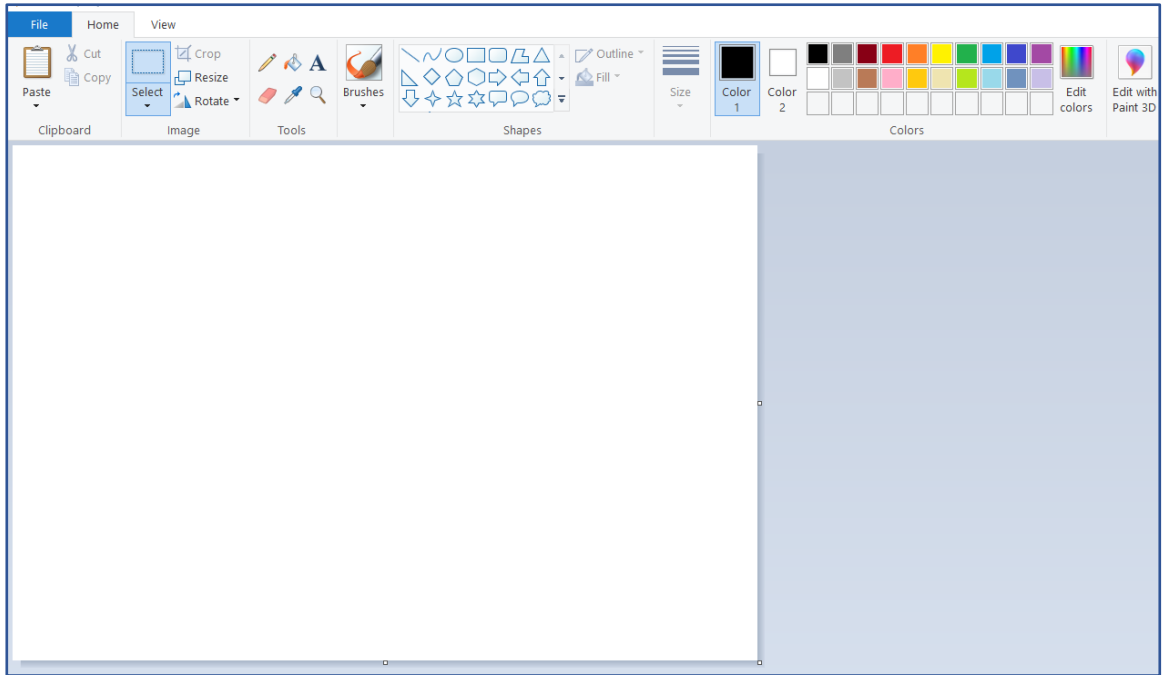 File Home View
Cut
Copy
Paste
Clipboard
Select
Crop
Resize
Rotate
Image
A
Tools
Brushes
Outline
Fill
Shapes
Size
Color
1
Color
2
Edit
colors
Colors
Edit with
Paint 3D